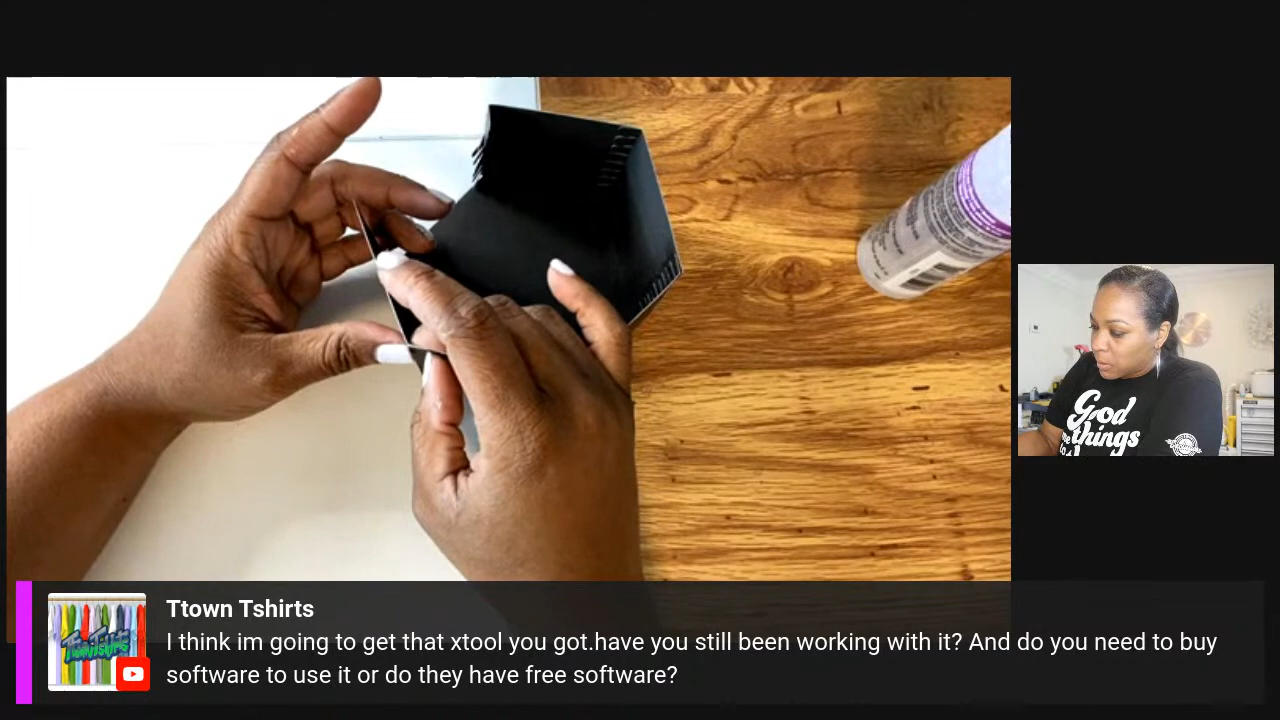 God
things
Ttown Tshirts
I think im going to get that xtool you got.have you still been working with it? And do you need to buy
software to use it or do they have free software?